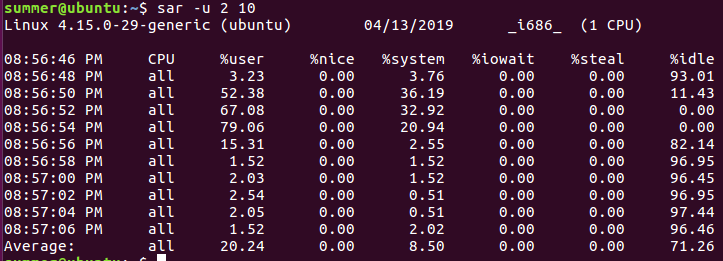 summer@ubuntu:~$ sar -u 2 10
Linux 4.15.0-29-generic (ubuntu) 04/13/2019 _i686_ (1 CPU)
08:56:46 PM CPU %user %nice %system %iowait %steal %idle
08:56:48 PM all 3.23 0.00 3.76 0.00 0.00 93.01
08:56:50 PM all 52.38 0.00 36.19 0.00 0.00 11.43
08:56:52 PM all 67.08 0.00 32.92 0.00 0.00 0.00
08:56:54 PM all 79.06 0.00 20.94 0.00 0.00 0.00
08:56:56 PM all 15.31 0.00 2.55 0.00 0.00 82.14
08:56:58 PM all 1.52 0.00 1.52 0.00 0.00 96.95
08:57:00 PM all 2.03 0.00 1.52 0.00 0.00 96.45
08:57:02 PM all 2.54 0.00 0.51 0.00 0.00 96.95
08:57:04 PM all 2.05 0.00 0.51 0.00 0.00 97.44
08:57:06 PM all 1.52 0.00 2.02 0.00 0.00 96.46
Average: all 20.24 0.00 8.50 0.00 0.00 71.26
summer@ubuntu:~$